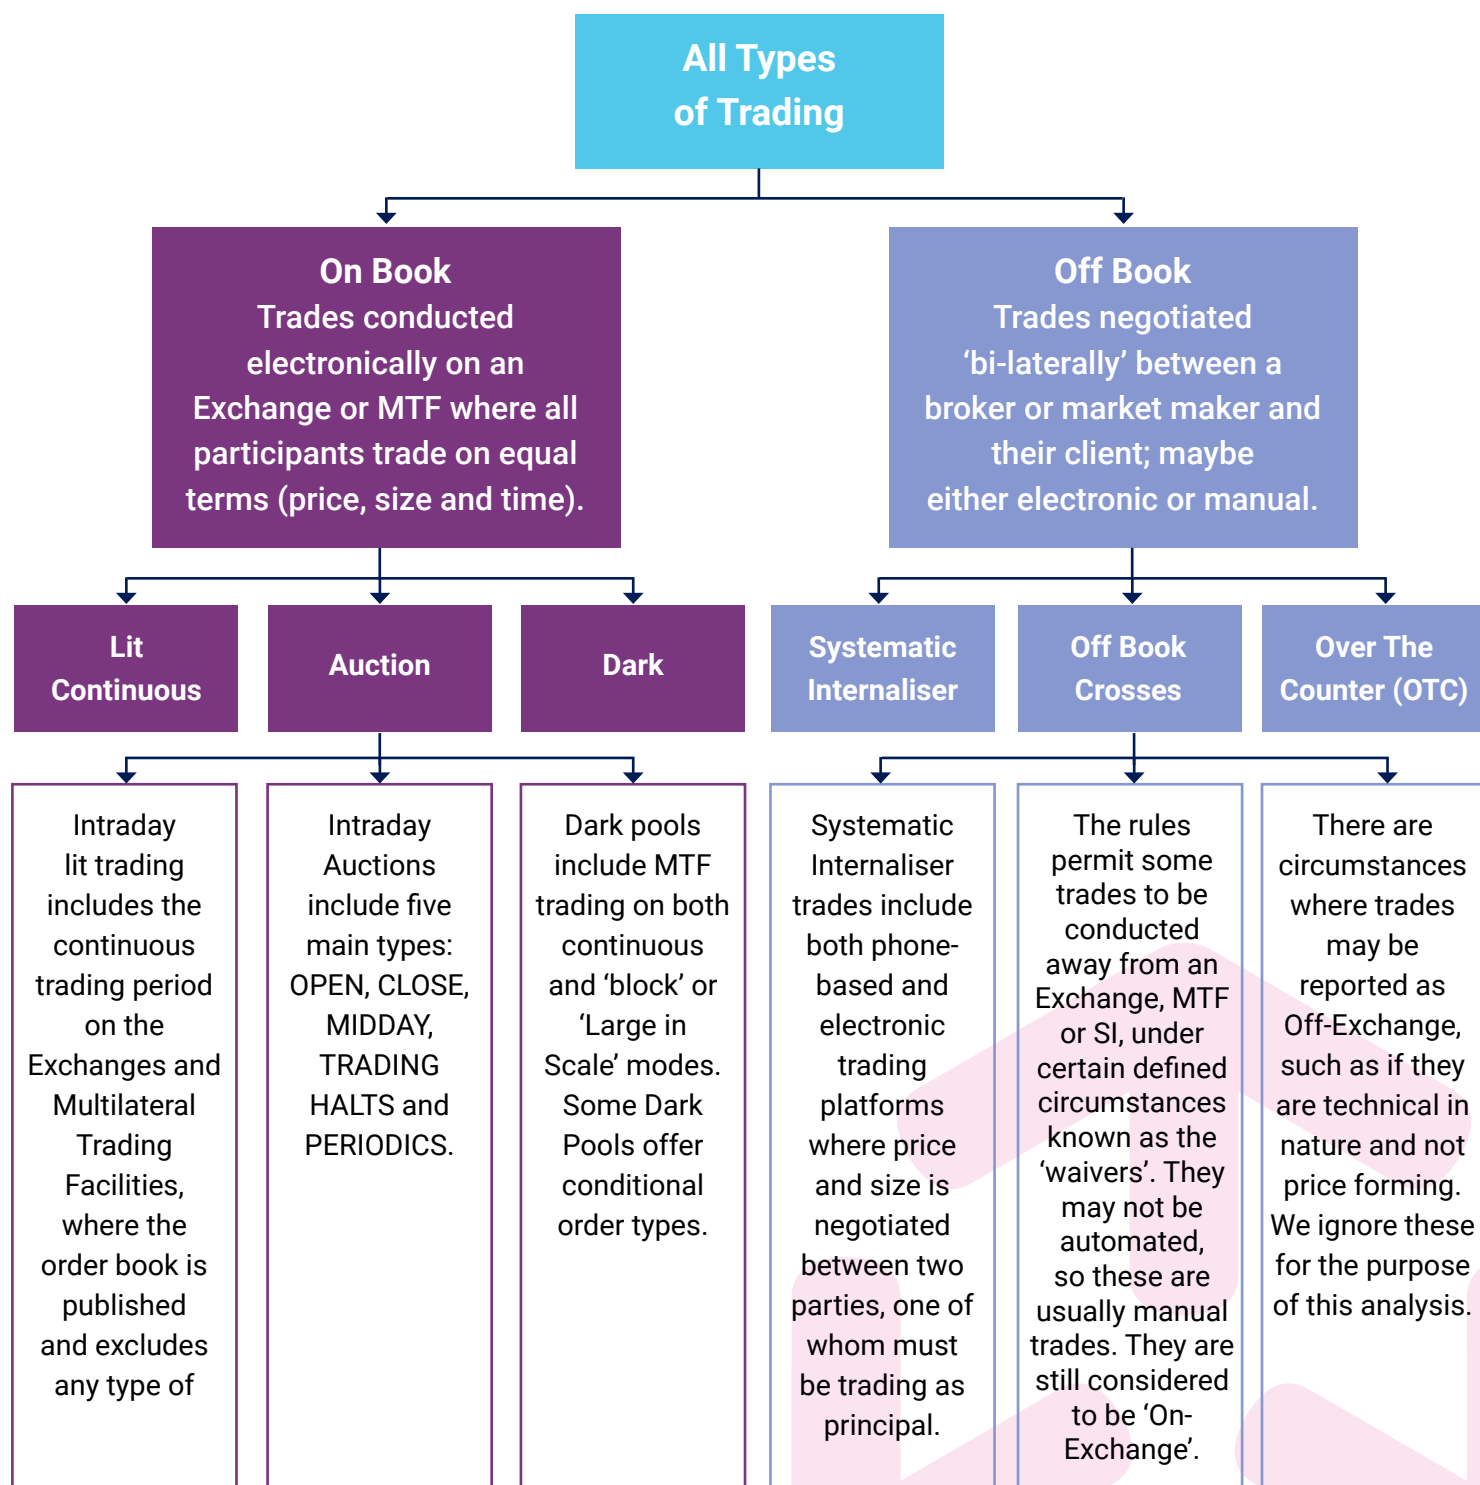 All Types
of Trading
On Book
Trades conducted
electronically on an
Exchange or MTF where all
participants trade on equal
terms (price, size and time).
Off Book
Trades negotiated
‘bi-laterally’ between a
broker or market maker and
their client; maybe
either electronic or manual.
Lit
Continuous
Auction
Dark
Systematic
Internaliser
Off Book
Crosses
Over The
Counter (OTC)
Intraday
lit trading
includes the
continuous
trading period
on the
Exchanges and
Multilateral
Trading
Facilities,
where the
order book is
published
and excludes
any type of
Intraday
Auctions
include five
main types:
OPEN, CLOSE,
MIDDAY,
TRADING
HALTS and
PERIODICS.
Dark pools
include MTF
trading on both
continuous
and ‘block’ or
‘Large in
Scale’ modes.
Some Dark
Pools offer
conditional
order types.
Systematic
Internaliser
trades include
both phone-
based and
electronic
trading
platforms
where price
and size is
negotiated
between two
parties, one of
whom must
be trading as
principal.
The rules
permit some
trades to be
conducted
away from an
Exchange, MTF
or SI, under
certain defined
circumstances
known as the
‘waivers’. They
may not be
automated,
so these are
usually manual
trades. They are
still considered
to be ‘On-
Exchange’.
There are
circumstances
where trades
may be
reported as
Off-Exchange,
such as if they
are technical in
nature and not
price forming.
We ignore these
for the purpose
of this analysis.